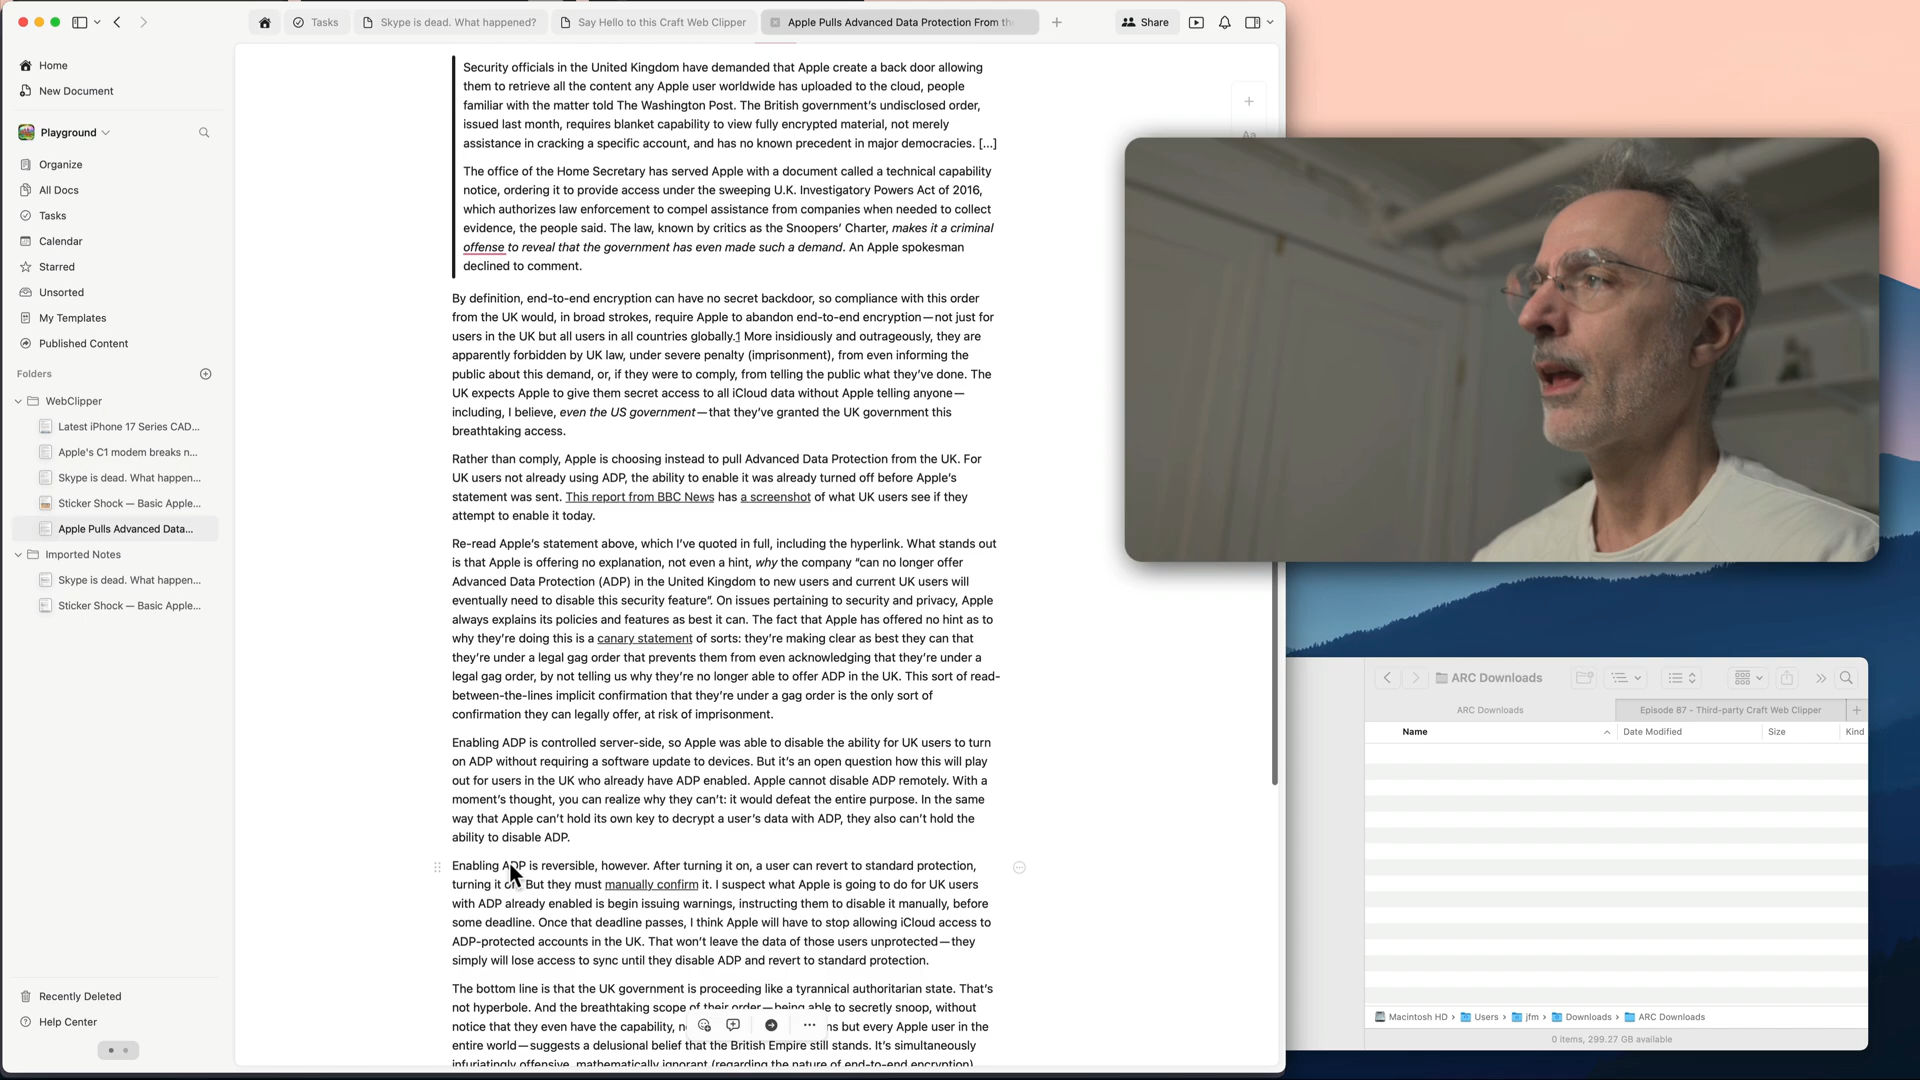 Tasks
Skype is dead. What happened?
Say Hello to this Craft Web Clipper
Apple Pulls Advanced Data Protection From th
Share
Home
New Document
Playground
Organize
All Docs
Tasks
Calendar
Starred
Unsorted
My Templates
Published Content
Folders
WebClipper
Latest iPhone 17 Series CAD...
Apple's C1 modem breaks n...
Skype is dead. What happen...
Sticker Shock — Basic Apple...
Apple Pulls Advanced Data...
Imported Notes
Skype is dead. What happen...
Sticker Shock — Basic Apple...
Recently Deleted
Help Center
Security officials in the United Kingdom have demanded that Apple create a back door allowing
them to retrieve all the content any Apple user worldwide has uploaded to the cloud, people
familiar with the matter told The Washington Post. The British government's undisclosed order,
issued last month, requires blanket capability to view fully encrypted material, not merely
assistance in cracking a specific account, and has no known precedent in major democracies. [...]
The office of the Home Secretary has served Apple with a document called a technical capability
notice, ordering it to provide access under the sweeping U.K. Investigatory Powers Act of 2016,
which authorizes law enforcement to compel assistance from companies when needed to collect
evidence, the people said. The law, known by critics as the Snoopers' Charter, makes it a criminal
offense to reveal that the government has even made such a demand. An Apple spokesman
declined to comment.
By definition, end-to-end encryption can have no secret backdoor, so compliance with this order
from the UK would, in broad strokes, require Apple to abandon end-to-end encryption—not just for
users in the UK but all users in all countries globally.1 More insidiously and outrageously, they are
apparently forbidden by UK law, under severe penalty (imprisonment), from even informing the
public about this demand, or, if they were to comply, from telling the public what they've done. The
UK expects Apple to give them secret access to all iCloud data without Apple telling anyone—
including, I believe, even the US government—that they've granted the UK government this
breathtaking access.
Rather than comply, Apple is choosing instead to pull Advanced Data Protection from the UK. For
UK users not already using ADP, the ability to enable it was already turned off before Apple's
statement was sent. This report from BBC News has a screenshot of what UK users see if they
attempt to enable it today.
Re-read Apple's statement above, which I've quoted in full, including the hyperlink. What stands out
is that Apple is offering no explanation, not even a hint, why the company “can no longer offer
Advanced Data Protection (ADP) in the United Kingdom to new users and current UK users will
eventually need to disable this security feature”. On issues pertaining to security and privacy, Apple
always explains its policies and features as best it can. The fact that Apple has offered no hint as to
why they're doing this is a canary statement of sorts: they're making clear as best they can that
they're under a legal gag order that prevents them from even acknowledging that they're under a
legal gag order, by not telling us why they're no longer able to offer ADP in the UK. This sort of read-
between-the-lines implicit confirmation that they're under a gag order is the only sort of
confirmation they can legally offer, at risk of imprisonment.
Enabling ADP is controlled server-side, so Apple was able to disable the ability for UK users to turn
on ADP without requiring a software update to devices. But it's an open question how this will play
out for users in the UK who already have ADP enabled. Apple cannot disable ADP remotely. With a
moment's thought, you can realize why they can't: it would defeat the entire purpose. In the same
way that Apple can't hold its own key to decrypt a user's data with ADP, they also can't hold the
ability to disable ADP.
Enabling ADP is reversible, however. After turning it on, a user can revert to standard protection,
turning it But they must manually confirm it. I suspect what Apple is going to do for UK users
with ADP already enabled is begin issuing warnings, instructing them to disable it manually, before
some deadline. Once that deadline passes, I think Apple will have to stop allowing iCloud access to
ADP-protected accounts in the UK. That won't leave the data of those users unprotected—they
simply will lose access to sync until they disable ADP and revert to standard protection.
The bottom line is that the UK government is proceeding like a tyrannical authoritarian state. That's
not hyperbole. And the breathtaking scope of their order—being able to secretly snoop, without
notice that they even have the capability, but every Apple user in the
entire world—suggests a delusional belief that the British Empire still stands. It's simultaneously
infuriatingly offensive, mathematically ignorant (regarding the nature of end-to-end encryption)
Aa
ARC Downloads
ARC Downloads
Episode 87 - Third-party Craft Web Clipper
Name
Date Modified
Size
Kind
Macintosh HD
Users
jfm
Downloads
ARC Downloads
0 items, 299.27 GB available